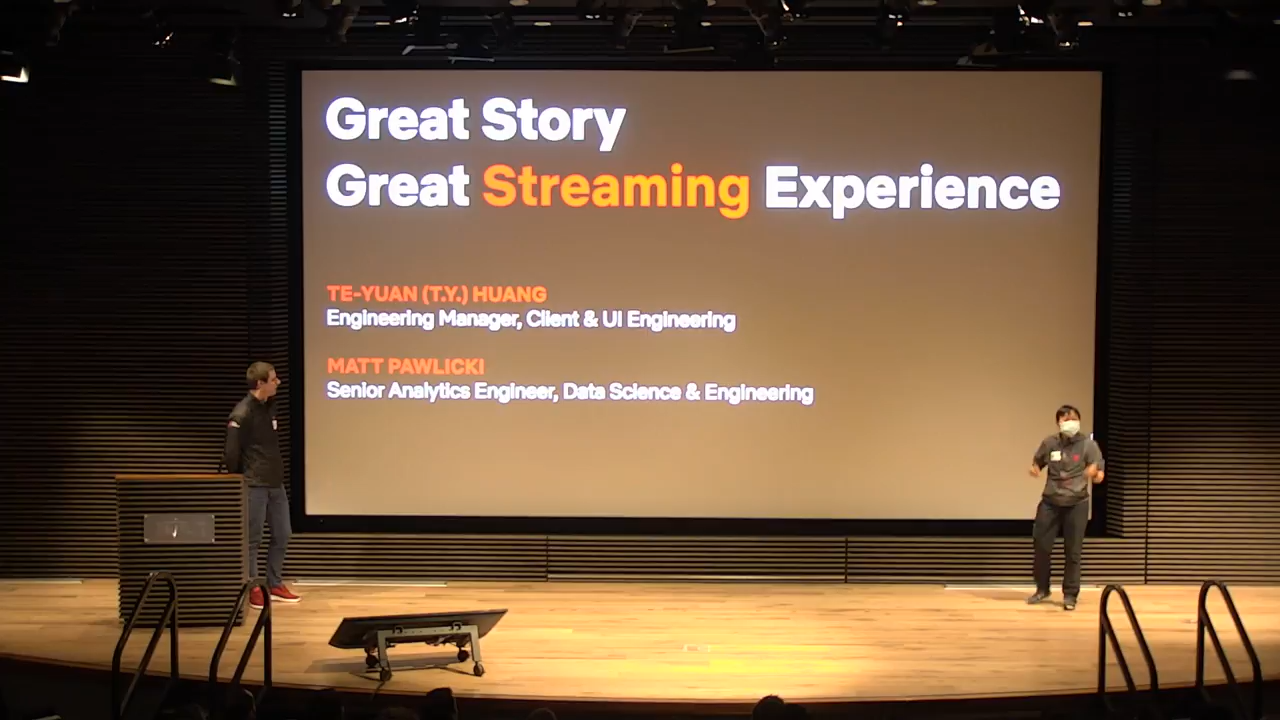 Great Story
Great Streaming Experience
TE-YUAN (T.Y.) HUANG
Engineering Manager, Client & UI Engineering
MATT PAWLICKI
Senior Analytics Engineer, Data Science & Engineering